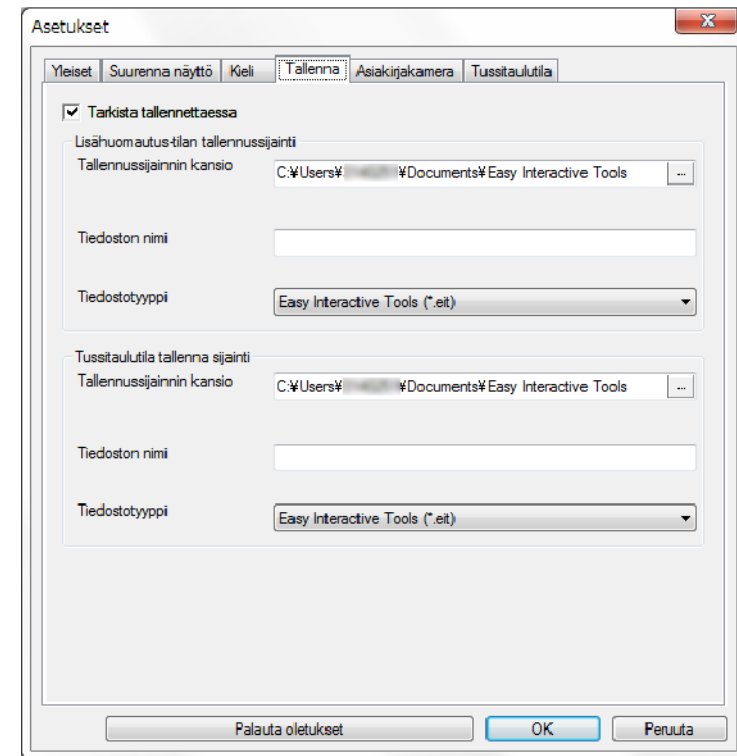 Asetukset
Yleiset Suurenna näyttö Kieli Tallenna Asiakirjakamera Tussitaulutila
Tarkista tallennettaessa
Lisähuomautus-tilan tallennussijainti
Tallennussijainnin kansio C:¥Users¥ ¥Documents¥Easy Interactive Tools ...
Tiedoston nimi
Tiedostotyyppi Easy Interactive Tools (*.eit)
Tussitaulutila tallenna sijainti
Tallennussijainnin kansio C:¥Users¥ ¥Documents¥Easy Interactive Tools ...
Tiedoston nimi
Tiedostotyyppi Easy Interactive Tools (*.eit)
Palauta oletukset OK Peruuta